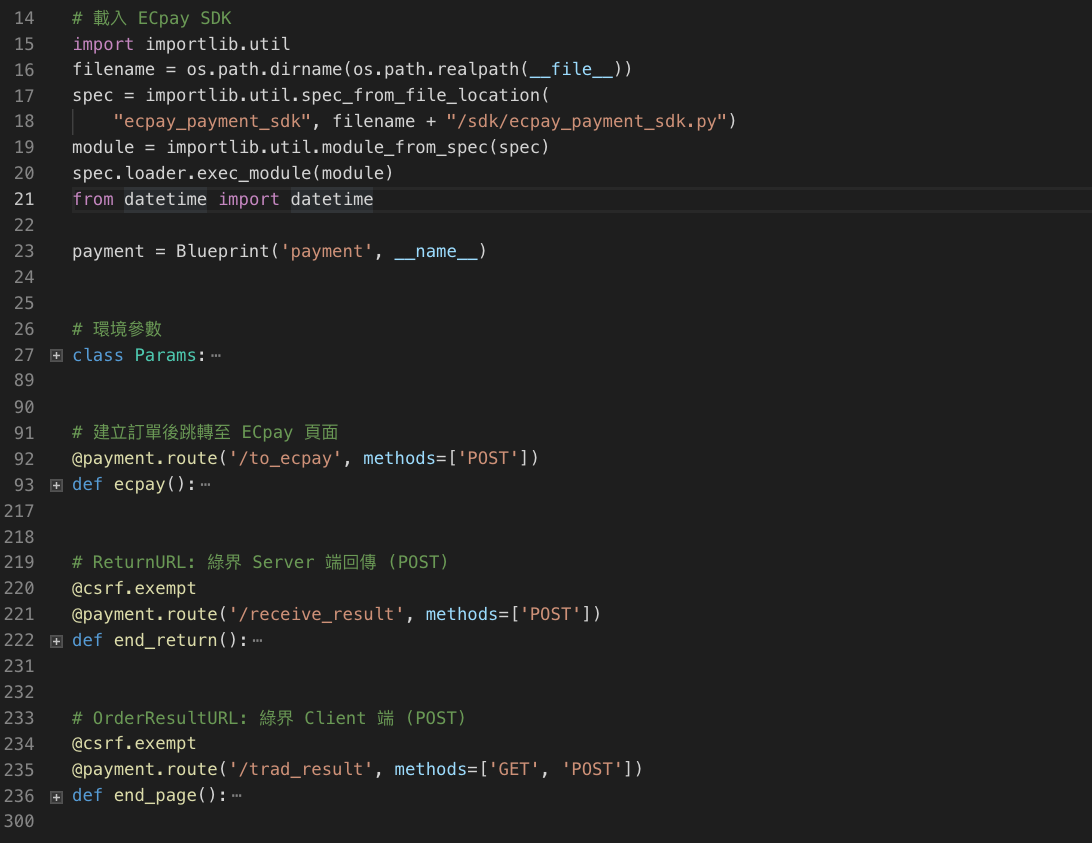 14 # 載入 ECpay SDK
15 import importlib.util
16 filename = os.path.dirname(os.path.realpath(__file__))
17 spec = importlib.util.spec_from_file_location(
18     "ecpay_payment_sdk", filename + "/sdk/ecpay_payment_sdk.py")
19 module = importlib.util.module_from_spec(spec)
20 spec.loader.exec_module(module)
21 from datetime import datetime
22
23 payment = Blueprint('payment', __name__)
24
25
26 # 環境參數
27 class Params:⋯
89
90
91 # 建立訂單後跳轉至 ECpay 頁面
92 @payment.route('/to_ecpay', methods=['POST'])
93 def ecpay():⋯
217
218
219 # ReturnURL: 綠界 Server 端回傳 (POST)
220 @csrf.exempt
221 @payment.route('/receive_result', methods=['POST'])
222 def end_return():⋯
231
232
233 # OrderResultURL: 綠界 Client 端 (POST)
234 @csrf.exempt
235 @payment.route('/trad_result', methods=['GET', 'POST'])
236 def end_page():⋯
300